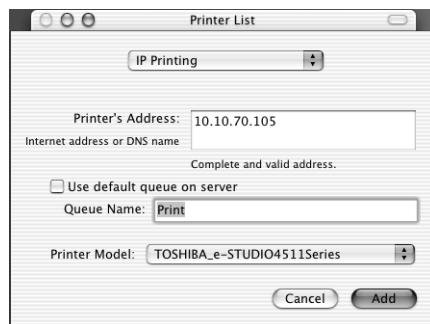 Printer List
IP Printing
Printer's Address: 10.10.70.105
Internet address or DNS name
Complete and valid address.
Use default queue on server
Queue Name: Print
Printer Model: TOSHIBA_e-STUDIO4511Series
Cancel Add